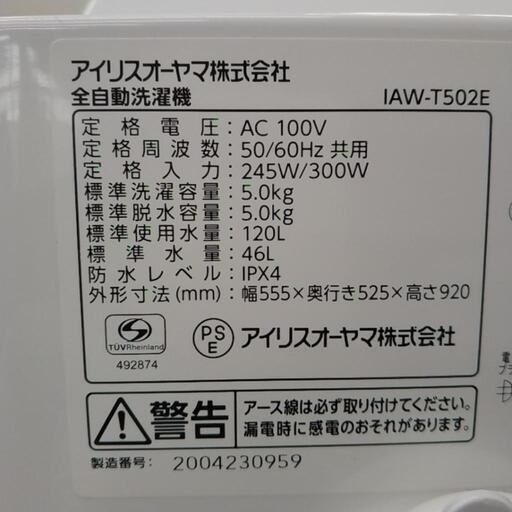 アイリスオーヤマ株式会社
全自動洗濯機 IAW-T502E
定格電圧:AC 100V
定格周波数:50/60Hz 共用
定格入力:245W/300W
標準洗濯容量:5.0kg
標準脱水容量:5.0kg
標準使用水量:120L
標準水量:46L
防水レベル:IPX4
外形寸法(mm):幅555×奥行き525×高さ920
S
TÜVRheinland
492874
PS
E
アイリスオーヤマ株式会社
警告
アース線は必ず取り付けてください。
漏電時に感電のおそれがあります。
製造番号: 2004230959
電
プラ